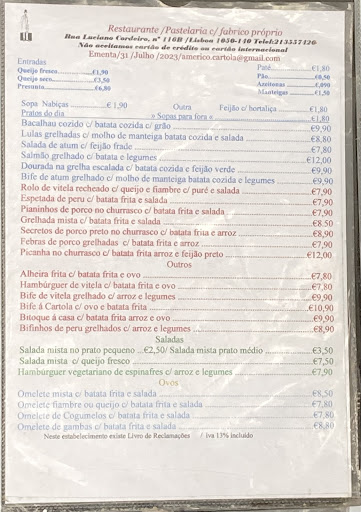 Restaurante /Pastelaria c/ fabrico próprio
Rua Luciano Cordeiro, nº 116B /Lisboa 1050-140 Telef:213557420
Não aceitamos cartão de crédito ou cartão internacional
Ementa/31 /Julho /2023/americo.cartola@gmail.com
Entradas
Queijo fresco..............€1,90
Queijo seco..............€3,50
Presunto..............€6,80
Paté..............€1,80
Pão..............€0,50
Azeitonas..............€,090
Manteigas..............€1,50
Sopa Nabiças..............€ 1,90 Outra Feijão c/ hortaliça..............€1,80
Pratos do dia » Sopas para fora «..............€1,80
Bacalhau cozido c/ batata cozida c/ grão..............€9,90
Lulas grelhadas c/ molho de manteiga batata cozida e salada..............€8,80
Salada de atum c/ feijão frade..............€7,80
Salmão grelhado c/ batata e legumes..............€12,00
Dourada na grelha escalada c/ batata cozida e feijão verde..............€9,90
Bife de atum grelhado c/ molho de manteiga batata cozida e legumes..............€9,90
Rolo de vitela recheado c/ queijo e fiambre c/ puré e salada..............€7,90
Espetada de peru c/ batata frita e salada..............€7,90
Pianinhos de porco no churrasco c/ batata frita e salada..............€7,90
Grelhada mista c/ batata frita e salada..............€8,50
Secretos de porco preto no churrasco c/ batata frita e arroz..............€8,90
Febras de porco grelhadas c/ batata frita e arroz..............€7,90
Picanha no churrasco c/ batata frita arroz e feijão preto..............€12,00
Outros
Alheira frita c/ batata frita e ovo..............€7,80
Hambúrguer de vitela c/ batata frita e ovo..............€7,80
Bife de vitela grelhado c/ arroz e legumes..............€9,90
Bife á Cartola c/ ovo e batata frita..............€10,90
Bitoque á casa c/ batata frita arroz e ovo..............€9,90
Bifinhos de peru grelhados c/ arroz e legumes..............€8,90
Saladas
Salada mista no prato pequeno ...€2,50/ Salada mista prato médio..............€3,50
Salada mista c/ queijo fresco..............€7,50
Hambúrguer vegetariano de espinafres c/ arroz e legumes..............€7,90
Ovos
Omelete mista c/ batata frita e salada..............€8,50
Omelete fiambre ou queijo c/ batata frita e salada..............€7,80
Omelete de Cogumelos c/ batata frita e salada..............€7,80
Omelete de gambas c/ batata frita e salada..............€8,80
Neste estabelecimento existe Livro de Reclamações / iva 13% incluído